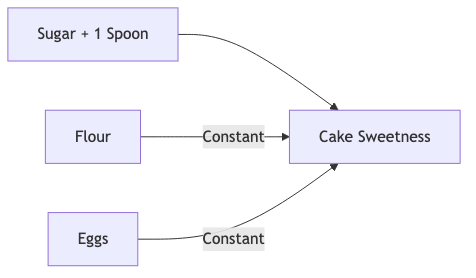 Sugar + 1 Spoon
Flour
Constant
Cake Sweetness
Eggs
Constant